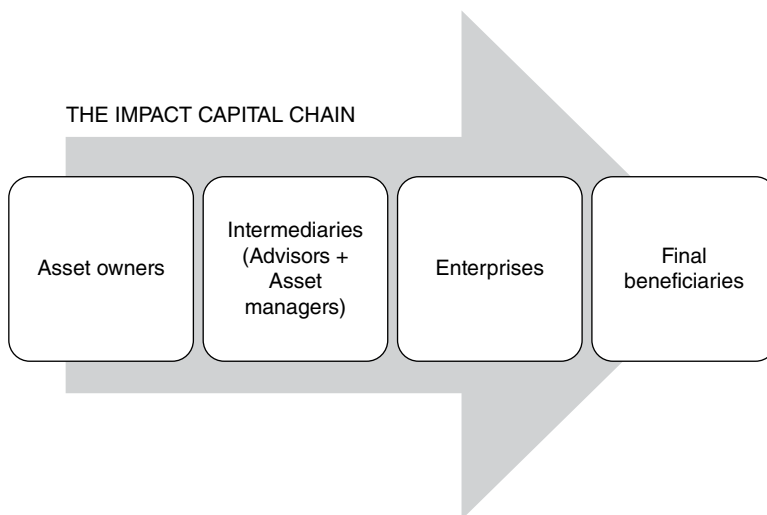 THE IMPACT CAPITAL CHAIN
Asset owners
Intermediaries
(Advisors +
Asset
managers)
Enterprises
Final
beneficiaries